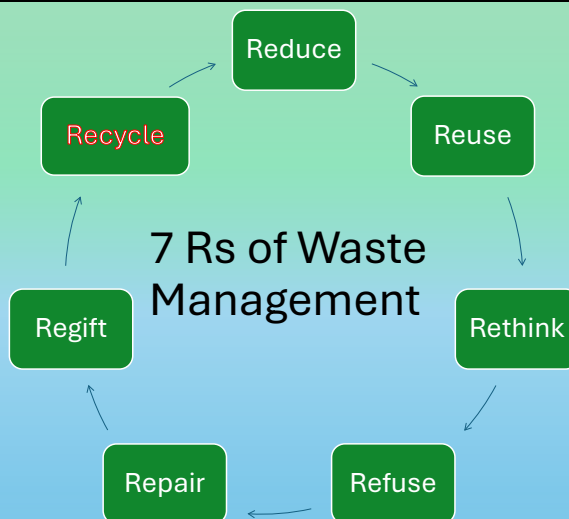 Reduce
Recycle
Reuse
7 Rs of Waste
Management
Regift
Rethink
Repair
Refuse